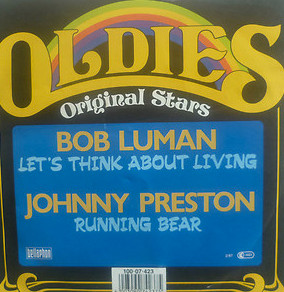 OLDIES
Original Stars
BOB LUMAN
LET'S THINK ABOUT LIVING
JOHNNY PRESTON
RUNNING BEAR
bellaphon
100·07·423